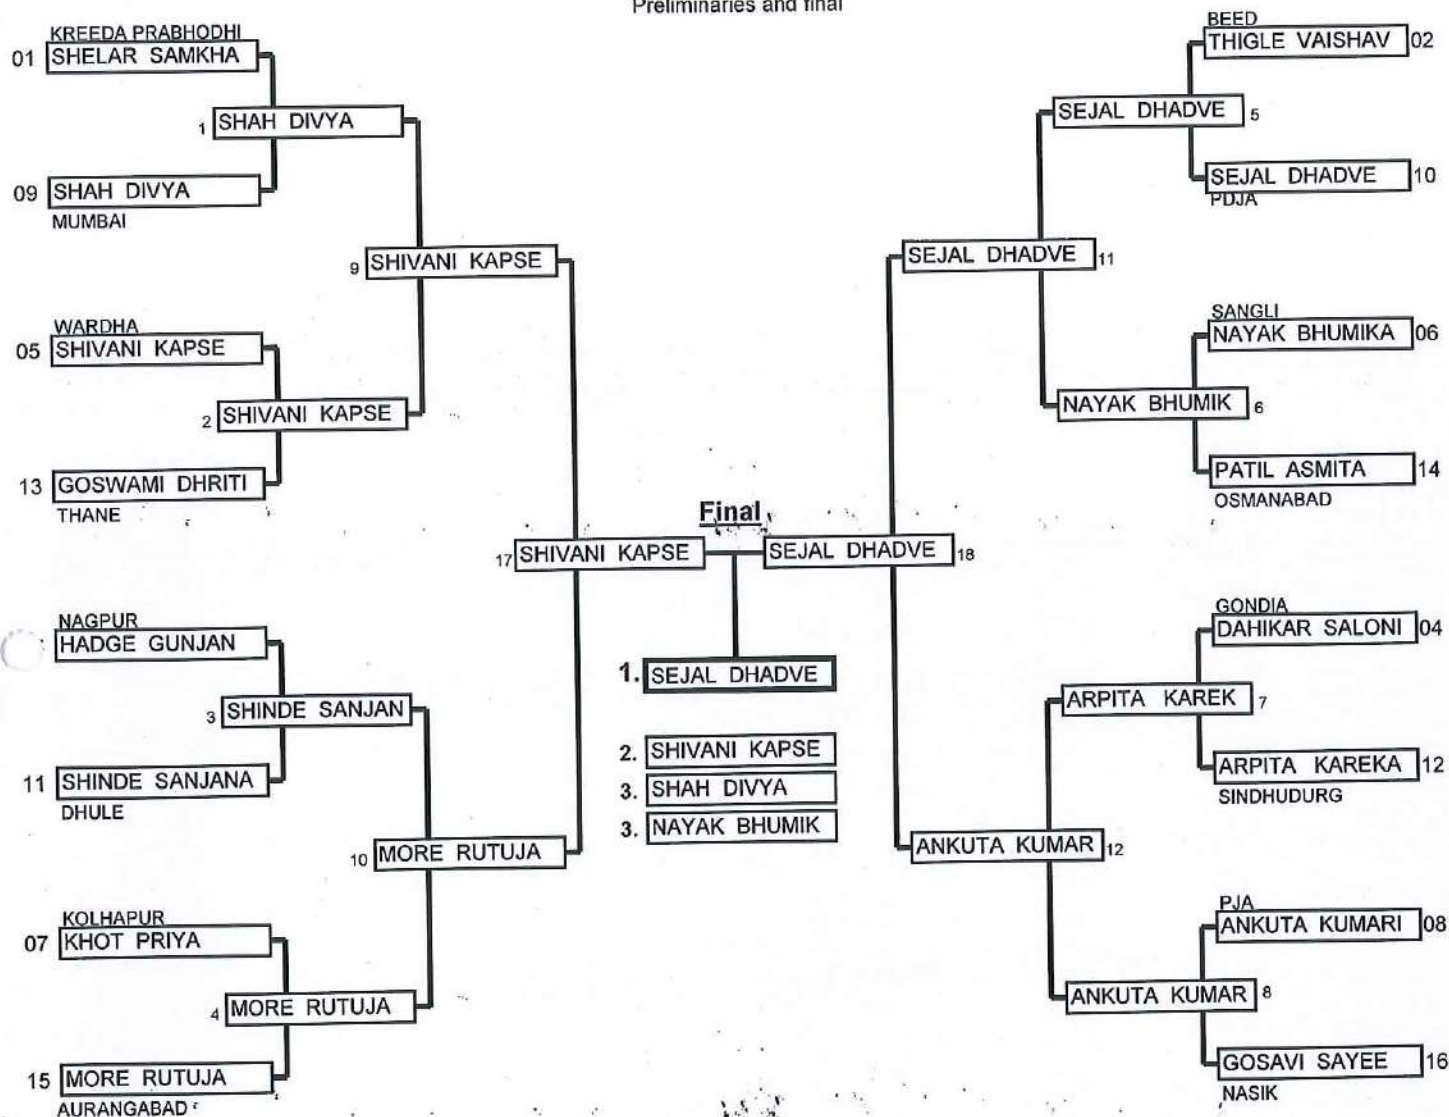 Preliminaries and final
KREEDA PRABHODHI
01 SHELAR SAMKHA
1 SHAH DIVYA
09 SHAH DIVYA
MUMBAI
9 SHIVANI KAPSE
WARDHA
05 SHIVANI KAPSE
2 SHIVANI KAPSE
13 GOSWAMI DHRITI
THANE
17 SHIVANI KAPSE
NAGPUR
HADGE GUNJAN
3 SHINDE SANJAN
11 SHINDE SANJANA
DHULE
10 MORE RUTUJA
KOLHAPUR
07 KHOT PRIYA
4 MORE RUTUJA
15 MORE RUTUJA
AURANGABAD
Final
1. SEJAL DHADVE
2. SHIVANI KAPSE
3. SHAH DIVYA
3. NAYAK BHUMIK
BEED
THIGLE VAISHAV 02
SEJAL DHADVE 5
SEJAL DHADVE 10
PDJA
SEJAL DHADVE 11
SANGLI
NAYAK BHUMIKA 06
NAYAK BHUMIK 6
PATIL ASMITA 14
OSMANABAD
SEJAL DHADVE 18
GONDIA
DAHIKAR SALONI 04
ARPITA KAREK 7
ARPITA KAREKA 12
SINDHUDURG
ANKUTA KUMAR 12
PJA
ANKUTA KUMARI 08
ANKUTA KUMAR 8
GOSAVI SAYEE 16
NASIK